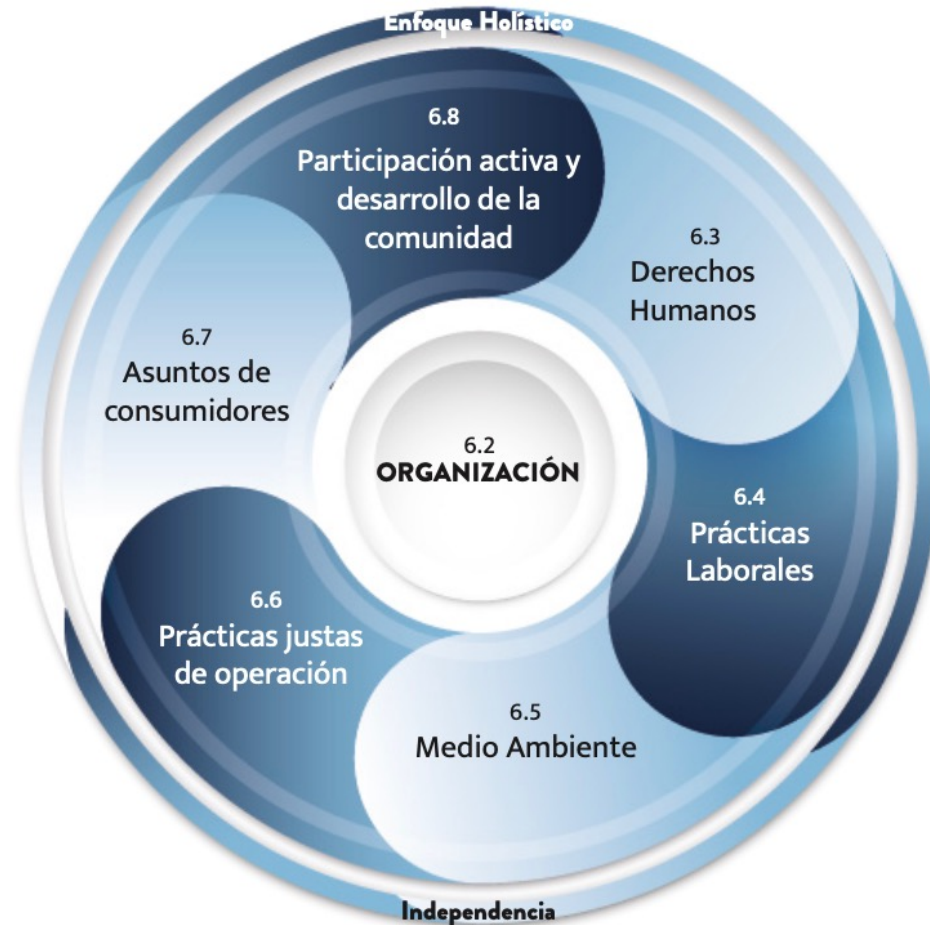 Enfoque Holístico
6.8
Participación activa y
desarrollo de la
comunidad
6.3
Derechos
Humanos
6.7
Asuntos de
consumidores
6.2
ORGANIZACIÓN
6.4
Prácticas
Laborales
6.6
Prácticas justas
de operación
6.5
Medio Ambiente
Independencia